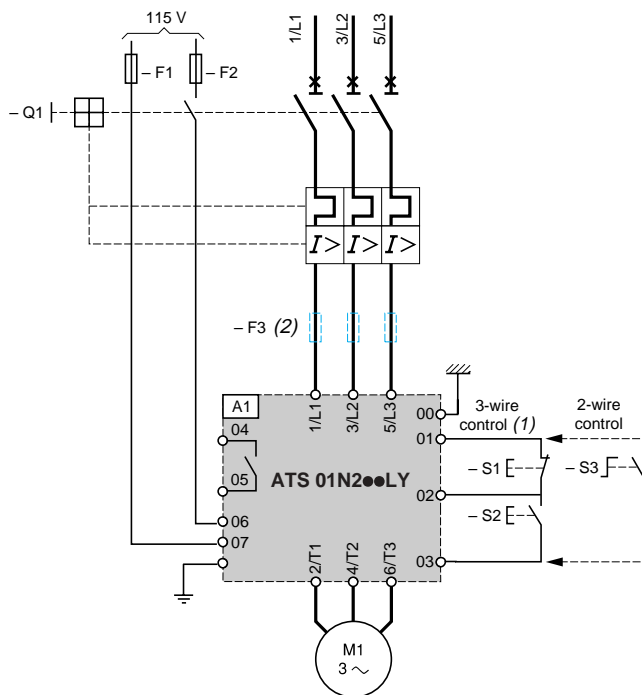 115 V
– F1
– F2
1/L1
3/L2
5/L3
– Q1
I >
I >
I >
– F3 (2)
A1
1/L1
3/L2
5/L3
00
3-wire
control (1)
2-wire
control
04
01
– S1
– S3
05
ATS 01N2●●LY
02
– S2
06
07
03
2/T1
4/T2
6/T3
M1
3 ~